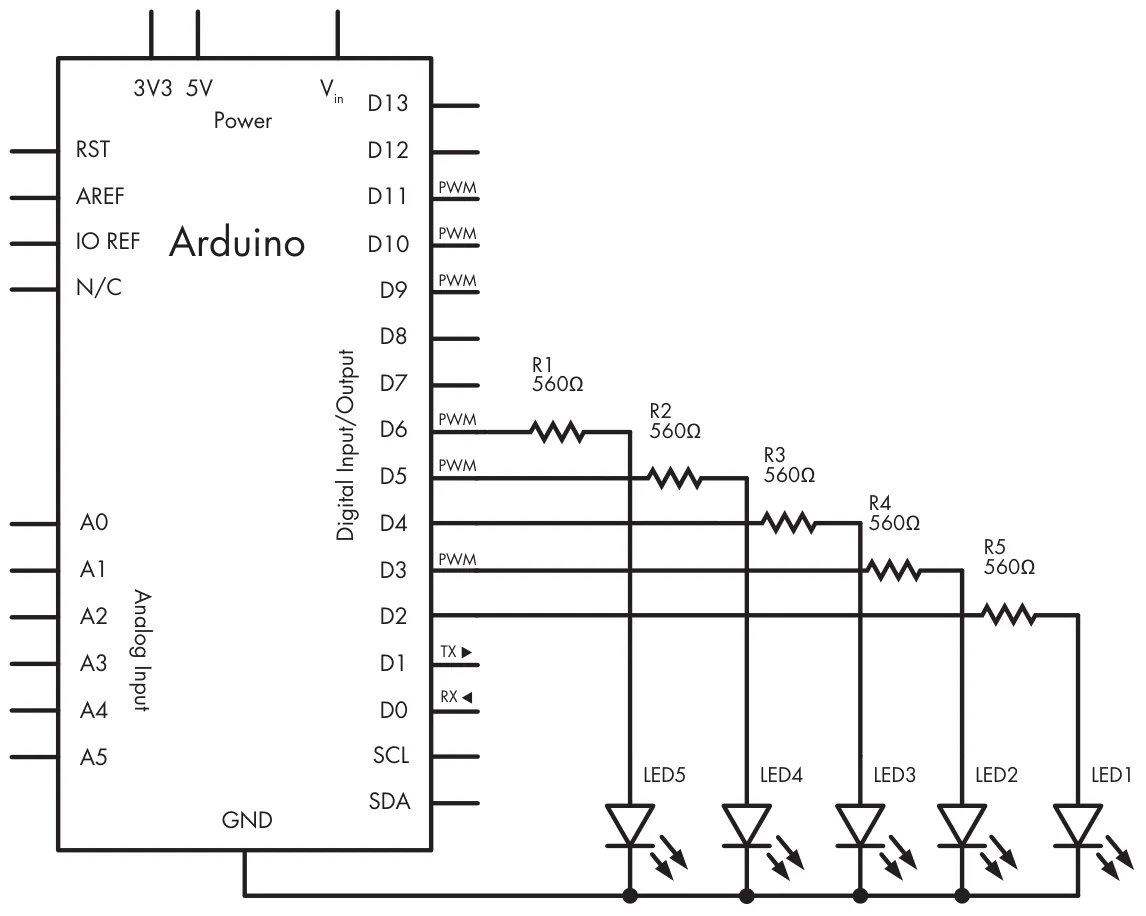 3V3 5V Vin
Power
RST
AREF
IO REF
N/C
Arduino
A0
A1
A2
A3
A4
A5
Analog Input
GND
Digital Input/Output
D13
D12
D11 PWM
D10 PWM
D9 PWM
D8
D7
D6 PWM
D5 PWM
D4
D3 PWM
D2
D1 TX ►
D0 RX ◄
SCL
SDA
R1
560Ω
R2
560Ω
R3
560Ω
R4
560Ω
R5
560Ω
LED5 LED4 LED3 LED2 LED1